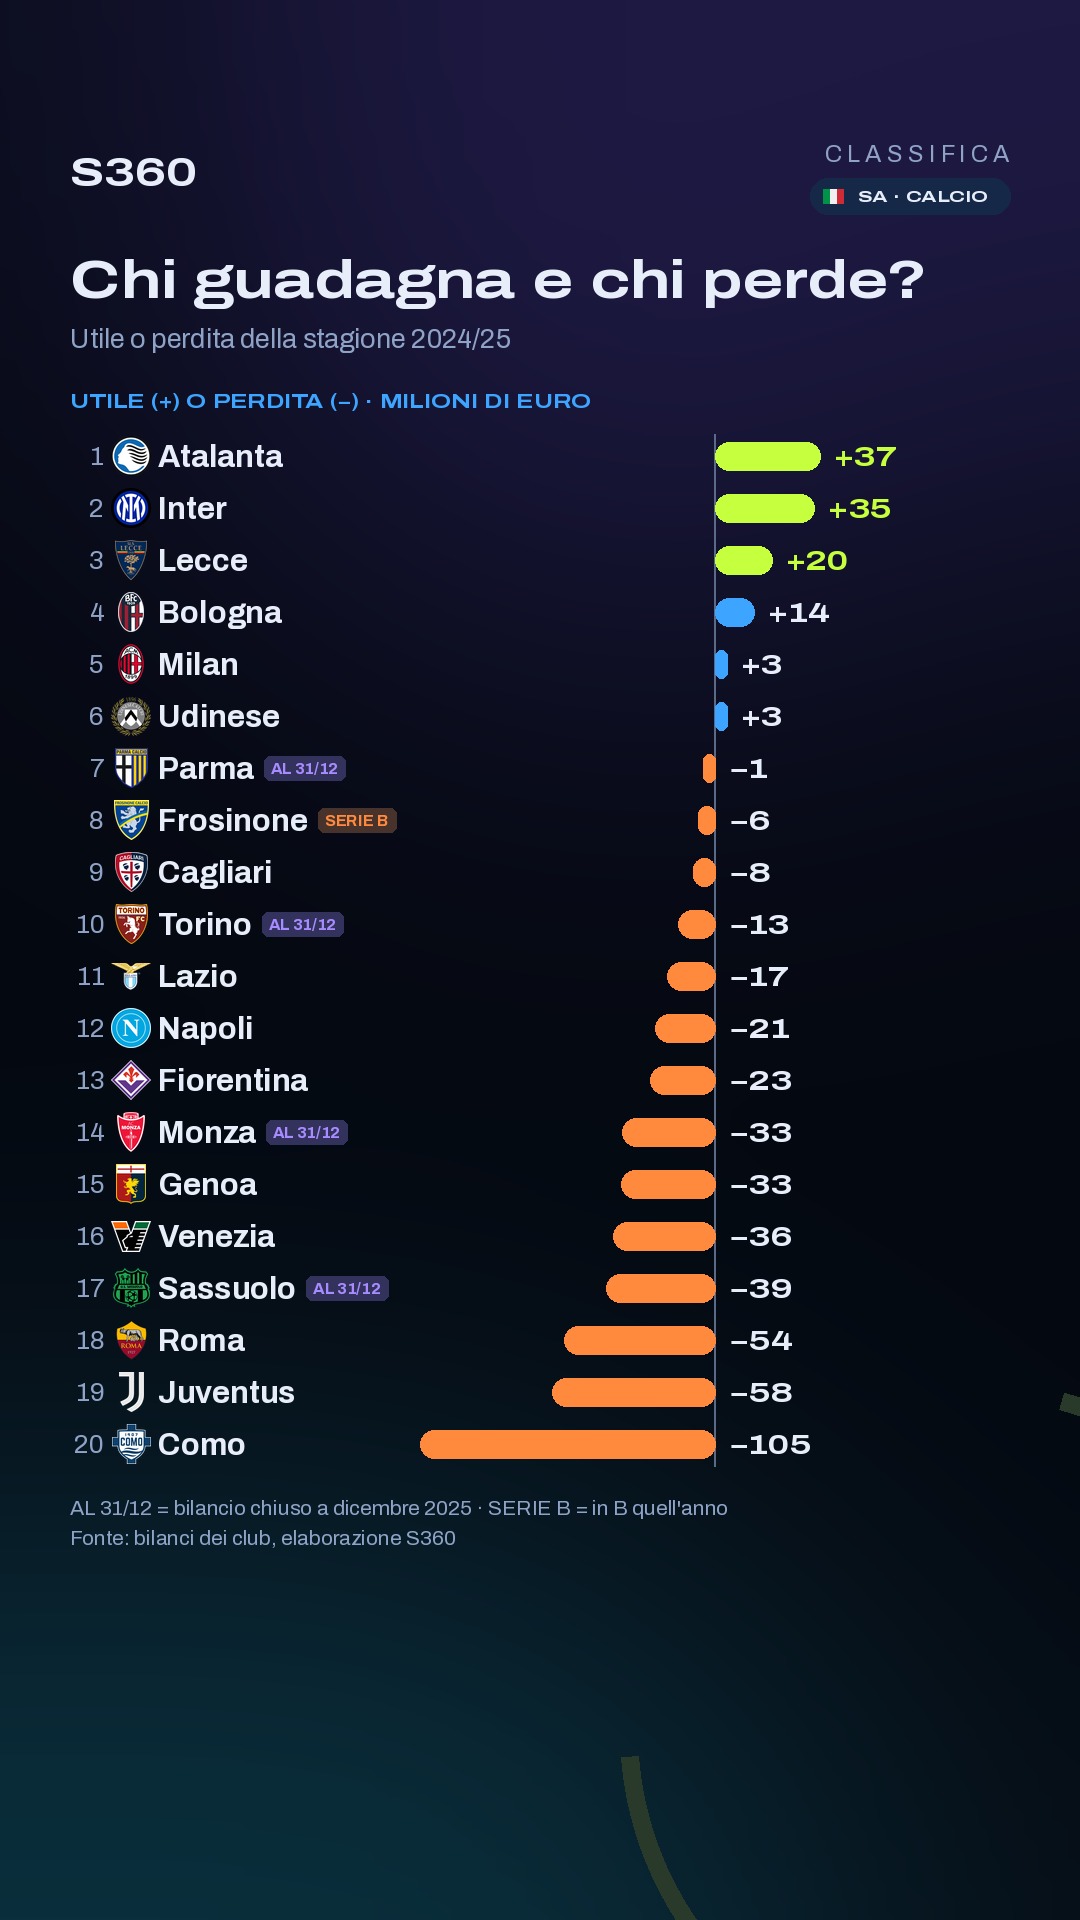 S360
CLASSIFICA
SA · CALCIO
Chi guadagna e chi perde?
Utile o perdita della stagione 2024/25
UTILE (+) O PERDITA (–) · MILIONI DI EURO
1 Atalanta +37
2 Inter +35
3 Lecce +20
4 Bologna +14
5 Milan +3
6 Udinese +3
7 Parma AL 31/12 –1
8 Frosinone SERIE B –6
9 Cagliari –8
10 Torino AL 31/12 –13
11 Lazio –17
12 Napoli –21
13 Fiorentina –23
14 Monza AL 31/12 –33
15 Genoa –33
16 Venezia –36
17 Sassuolo AL 31/12 –39
18 Roma –54
19 Juventus –58
20 Como –105
AL 31/12 = bilancio chiuso a dicembre 2025 · SERIE B = in B quell'anno
Fonte: bilanci dei club, elaborazione S360